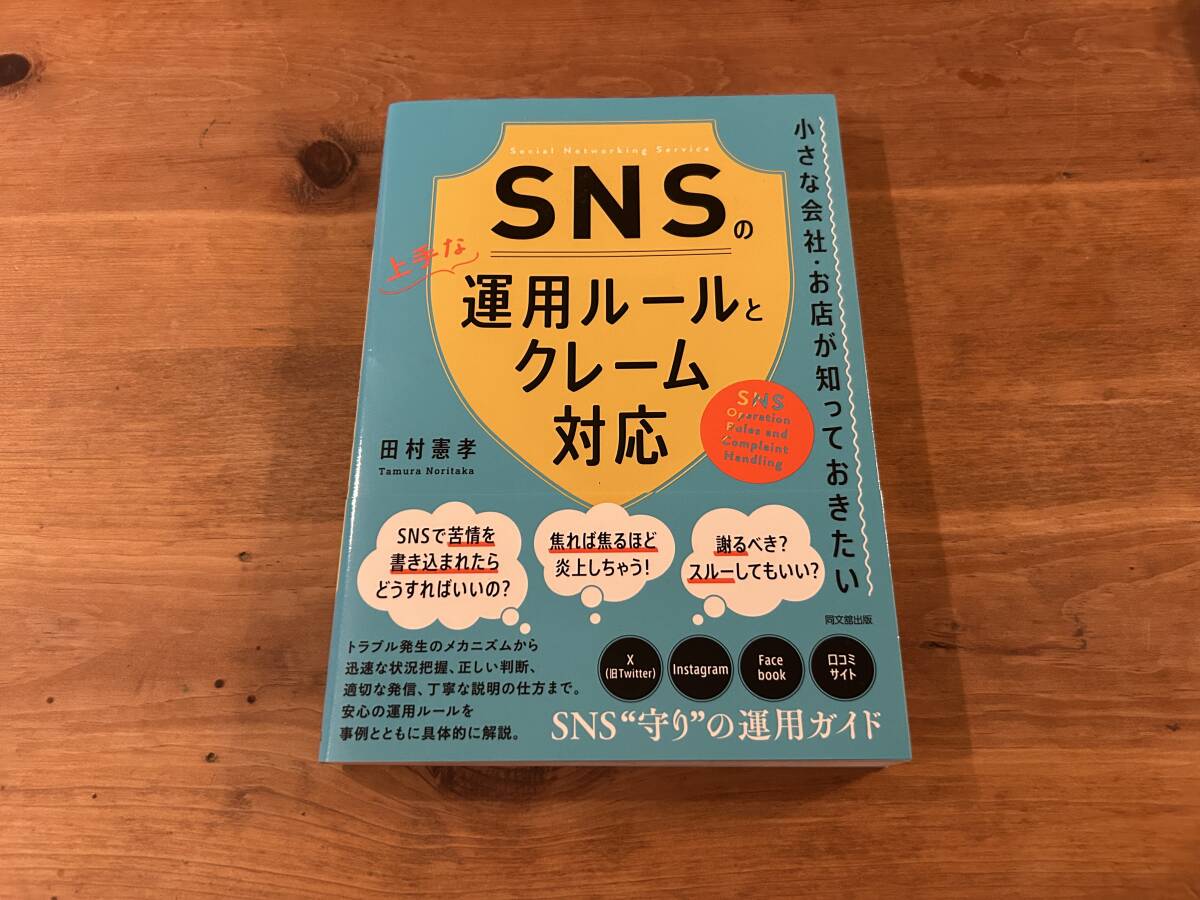 小さな会社・お店が知っておきたい
Social Networking Service
SNSの
上手な
運用ルールと
クレーム
対応
SNS
Operation
Rules and
Complaint
Handling
田村憲孝
Tamura Noritaka
SNSで苦情を
書き込まれたら
どうすればいいの?
焦れば焦るほど
炎上しちゃう!
謝るべき?
スルーしてもいい?
同文舘出版
トラブル発生のメカニズムから
迅速な状況把握、正しい判断、
適切な発信、丁寧な説明の仕方まで。
安心の運用ルールを
事例とともに具体的に解説。
X
(旧Twitter)
Instagram
Face
book
口コミ
サイト
SNS“守り”の運用ガイド